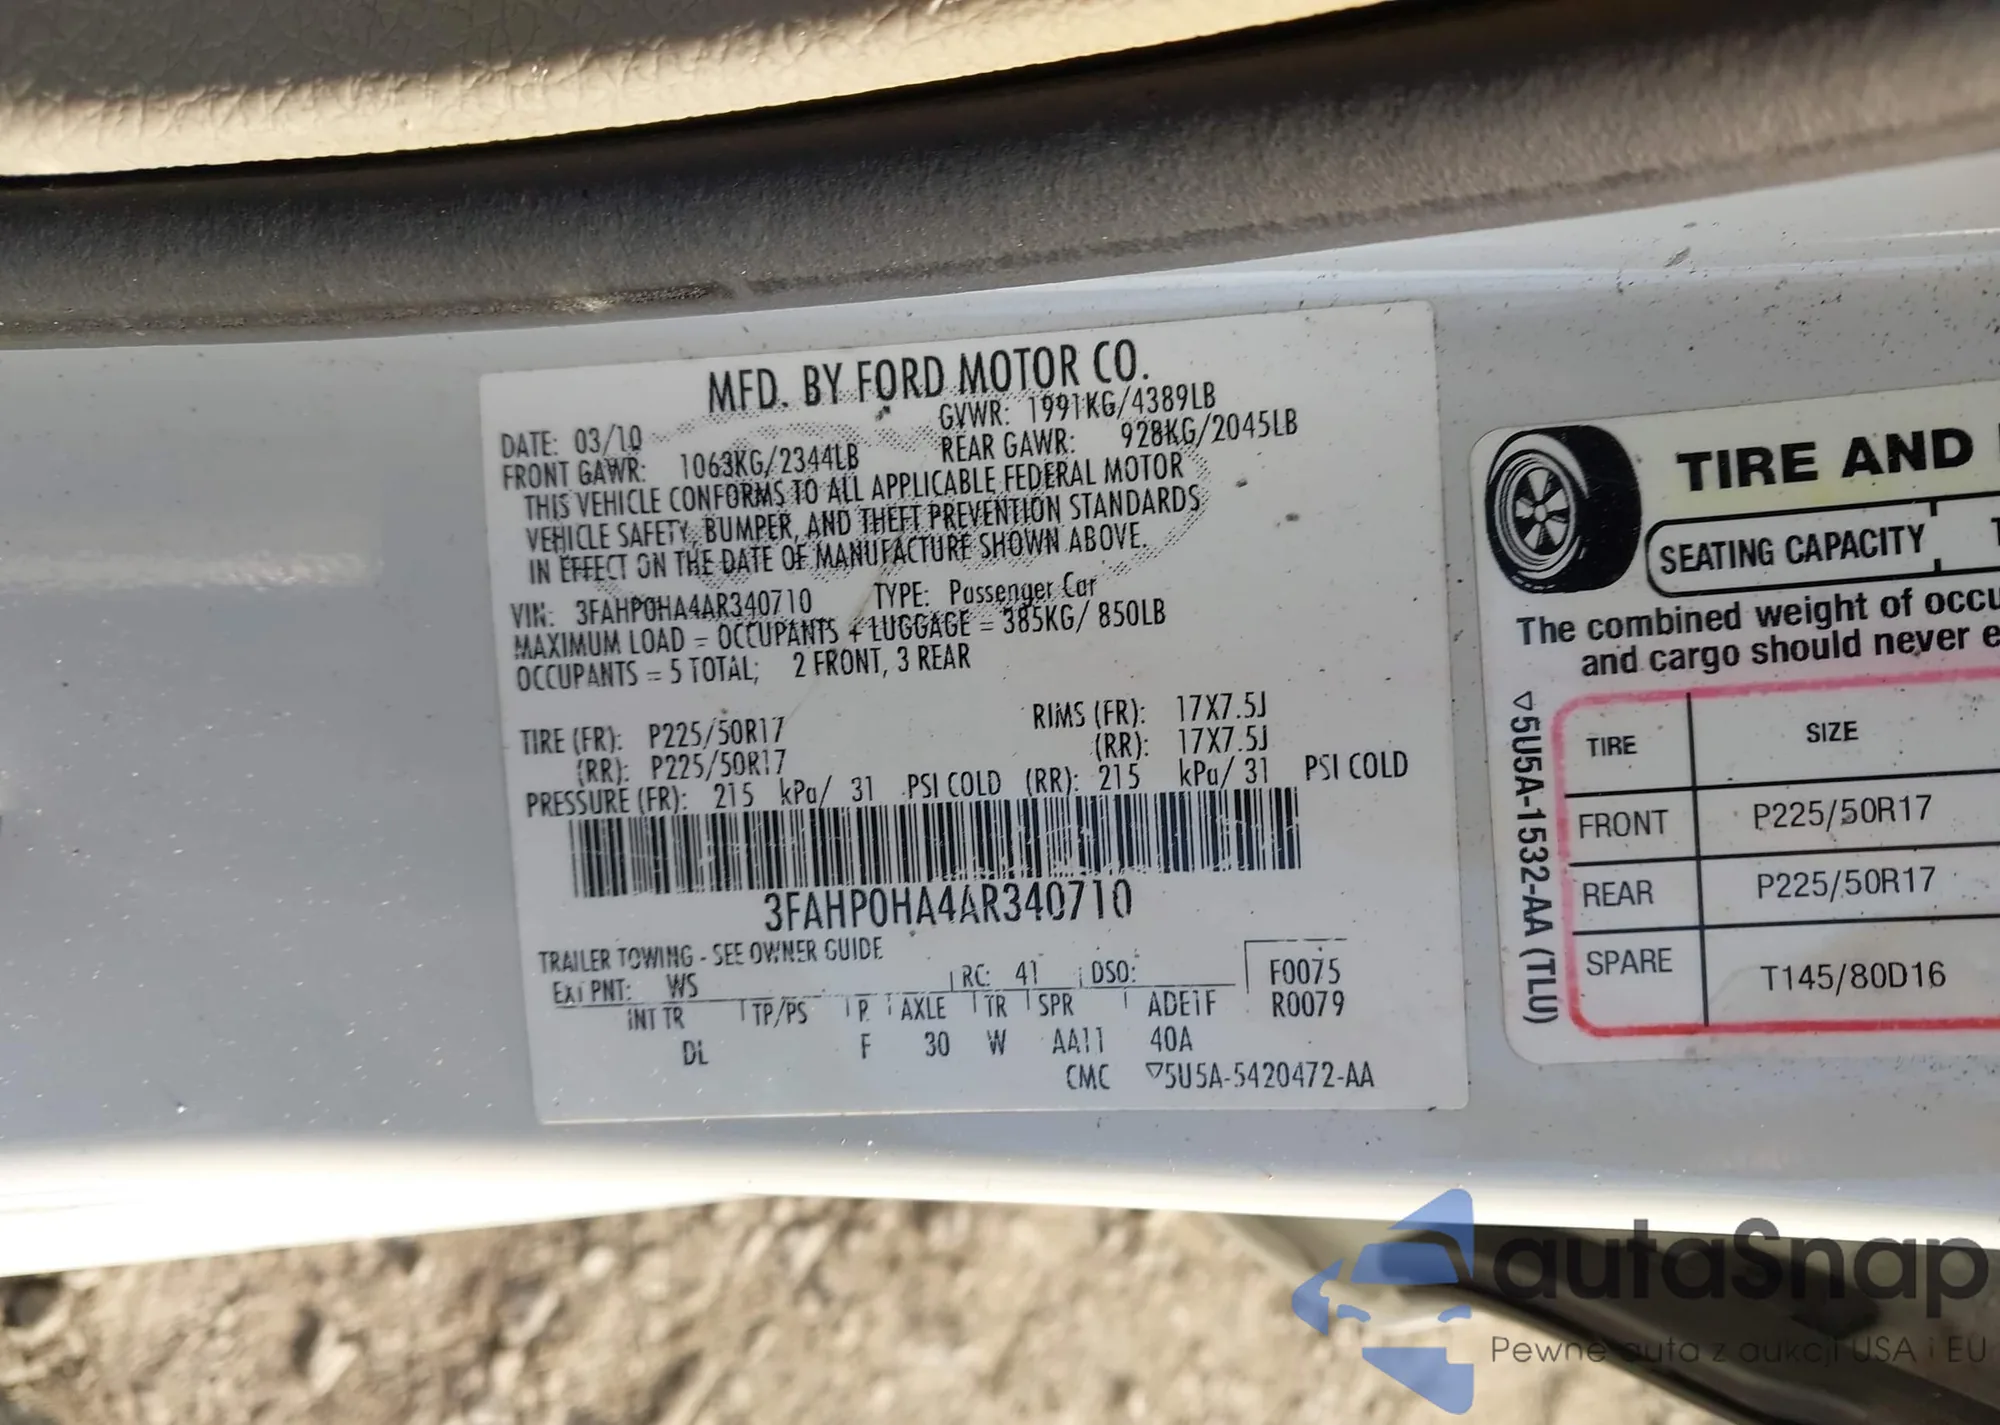 MFD. BY FORD MOTOR CO.
DATE: 03/10 GVWR: 1991KG/4389LB
FRONT GAWR: 1063KG/2344LB REAR GAWR: 928KG/2045LB
THIS VEHICLE CONFORMS TO ALL APPLICABLE FEDERAL MOTOR
VEHICLE SAFETY, BUMPER, AND THEFT PREVENTION STANDARDS
IN EFFECT ON THE DATE OF MANUFACTURE SHOWN ABOVE.
VIN: 3FAHP0HA4AR340710 TYPE: Passenger Car
MAXIMUM LOAD = OCCUPANTS + LUGGAGE = 385KG/ 850LB
OCCUPANTS = 5 TOTAL; 2 FRONT, 3 REAR
TIRE (FR): P225/50R17 RIMS (FR): 17X7.5J
(RR): P225/50R17 (RR): 17X7.5J
PRESSURE (FR): 215 kPa/ 31 PSI COLD (RR): 215 kPa/ 31 PSI COLD
3FAHP0HA4AR340710
TRAILER TOWING - SEE OWNER GUIDE
EXT PNT: WS RC: 41 DSO: F0075
INT TR TP/PS R AXLE TR SPR ADE1F R0079
DL F 30 W AA11 40A
CMC ▽5U5A-5420472-AA
TIRE AND
SEATING CAPACITY
The combined weight of occu
and cargo should never e
▽5U5A-1532-AA (TLU)
TIRE SIZE
FRONT P225/50R17
REAR P225/50R17
SPARE T145/80D16
autaSnap
Pewne auta z aukcji USA i EU